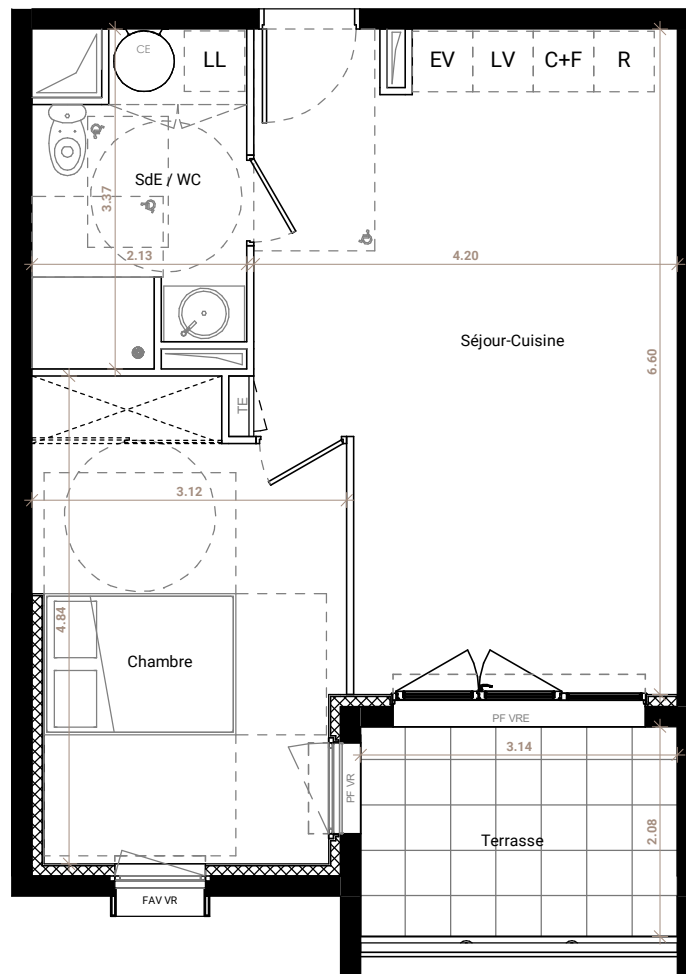 CE
LL
EV
LV
C+F
R
SdE / WC
3.37
2.13
4.20
Séjour-Cuisine
6.60
TE
3.12
4.84
Chambre
PF VRE
3.14
PF VR
Terrasse
2.08
FAV VR